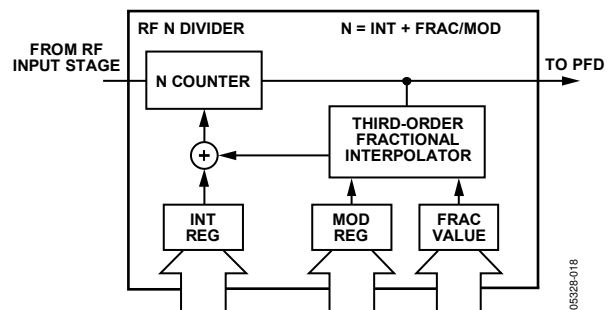 RF N DIVIDER
N = INT + FRAC/MOD
FROM RF
INPUT STAGE
TO PFD
N COUNTER
THIRD-ORDER
FRACTIONAL
INTERPOLATOR
+
INT
REG
MOD
REG
FRAC
VALUE
05328-018